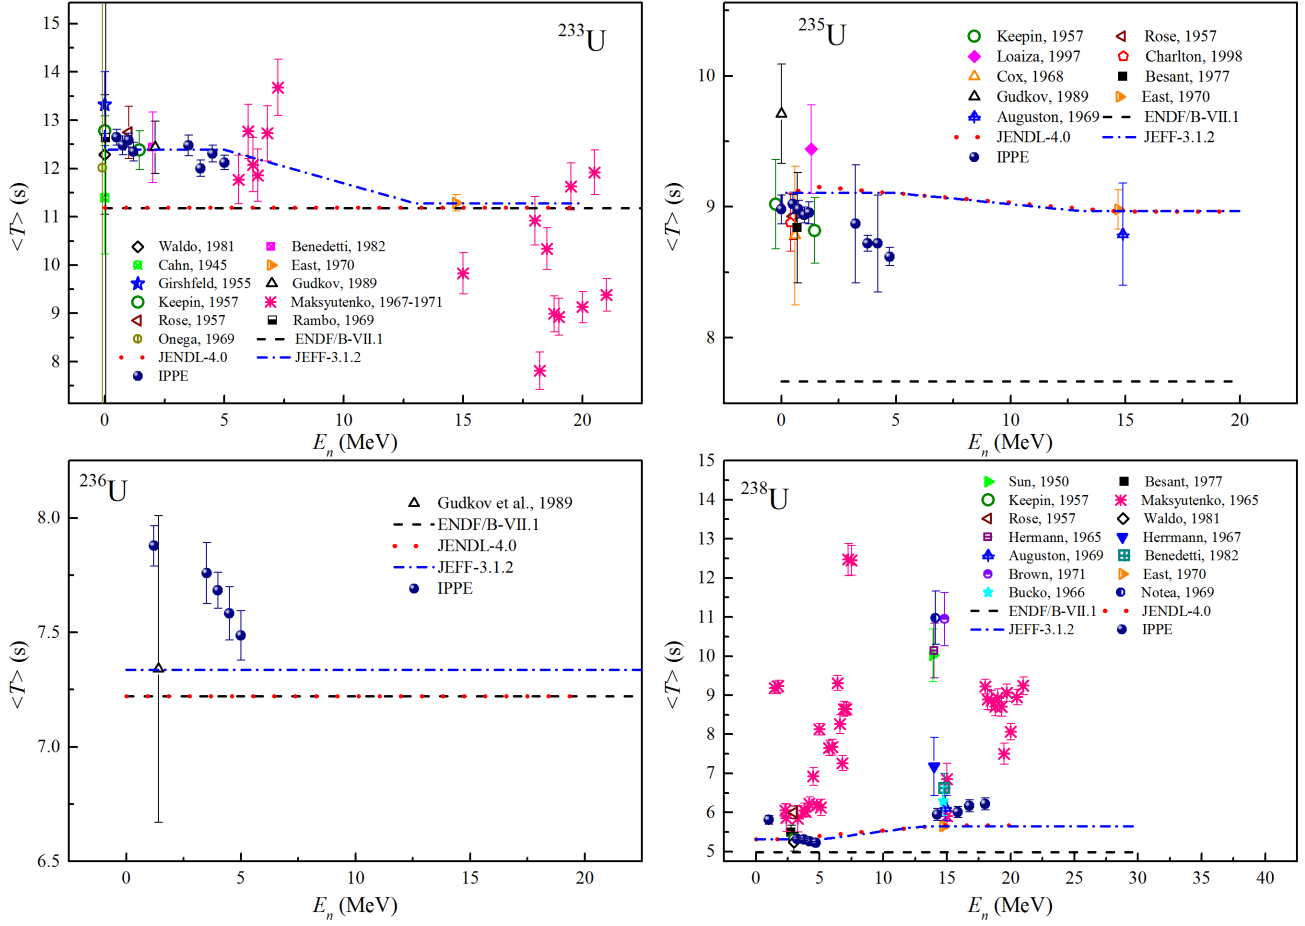 ²³³U
<T> (s)
15
14
13
12
11
10
9
8
Waldo, 1981
Benedetti, 1982
Cahn, 1945
East, 1970
Girshfeld, 1955
Gudkov, 1989
Keepin, 1957
Maksyutenko, 1967-1971
Rose, 1957
Rambo, 1969
Onega, 1969
ENDF/B-VII.1
JENDL-4.0
JEFF-3.1.2
IPPE
0 5 10 15 20
Eₙ (MeV)
²³⁵U
<T> (s)
10
9
8
Keepin, 1957
Rose, 1957
Loaiza, 1997
Charlton, 1998
Cox, 1968
Besant, 1977
Gudkov, 1989
East, 1970
Auguston, 1969
ENDF/B-VII.1
JENDL-4.0
JEFF-3.1.2
IPPE
0 5 10 15 20
Eₙ (MeV)
²³⁶U
<T> (s)
8.0
7.5
7.0
6.5
Gudkov et al., 1989
ENDF/B-VII.1
JENDL-4.0
JEFF-3.1.2
IPPE
0 5 10 15 20
Eₙ (MeV)
²³⁸U
<T> (s)
15
14
13
12
11
10
9
8
7
6
5
Sun, 1950
Besant, 1977
Keepin, 1957
Maksyutenko, 1965
Rose, 1957
Waldo, 1981
Hermann, 1965
Herrmann, 1967
Auguston, 1969
Benedetti, 1982
Brown, 1971
East, 1970
Bucko, 1966
Notea, 1969
ENDF/B-VII.1
JENDL-4.0
JEFF-3.1.2
IPPE
0 5 10 15 20 25 30 35 40
Eₙ (MeV)